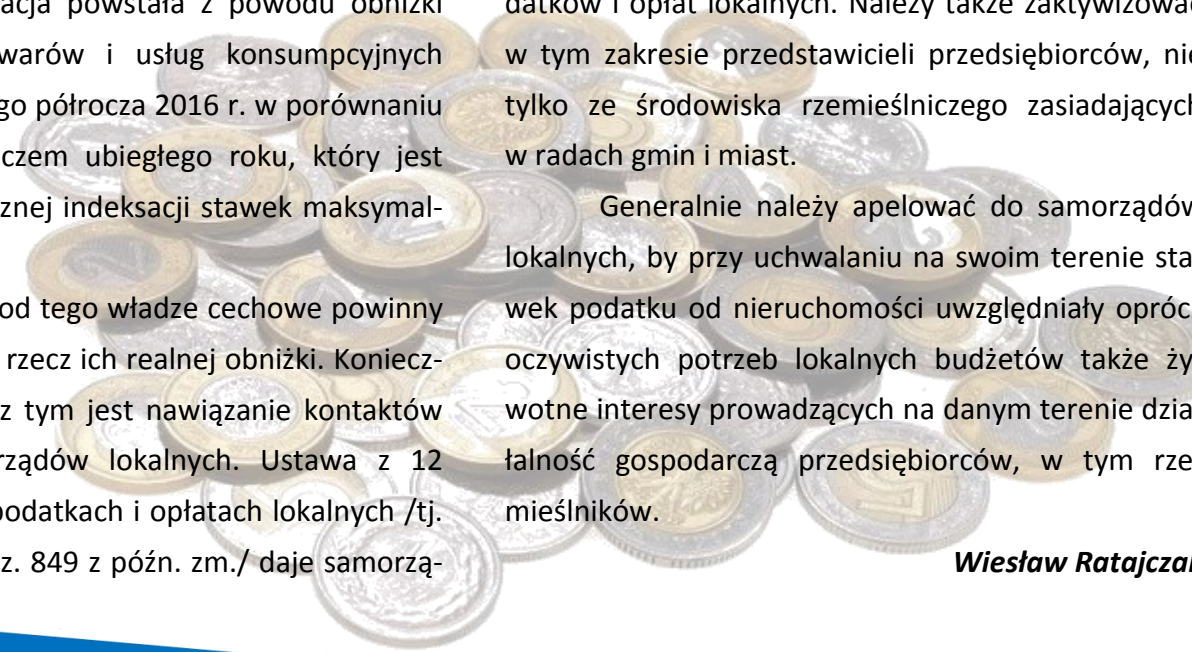 acja powstała z powodu obniżki
warów i usług konsumpcyjnych
go półrocza 2016 r. w porównaniu
czem ubiegłego roku, który jest
znej indeksacji stawek maksymal-
od tego władze cechowe powinny
rzecz ich realnej obniżki. Koniecz-
z tym jest nawiązanie kontaktów
rządów lokalnych. Ustawa z 12
podatkach i opłatach lokalnych /tj.
z. 849 z późn. zm./ daje samorzą-
datków i opłat lokalnych. Należy także zaktywizować
w tym zakresie przedstawicieli przedsiębiorców, nie
tylko ze środowiska rzemieślniczego zasiadających
w radach gmin i miast.
Generalnie należy apelować do samorządów
lokalnych, by przy uchwalaniu na swoim terenie sta
wek podatku od nieruchomości uwzględniały opróc
oczywistych potrzeb lokalnych budżetów także ży
wotne interesy prowadzących na danym terenie dzia
łalność gospodarczą przedsiębiorców, w tym rze
mieślników.
Wiesław Ratajczak